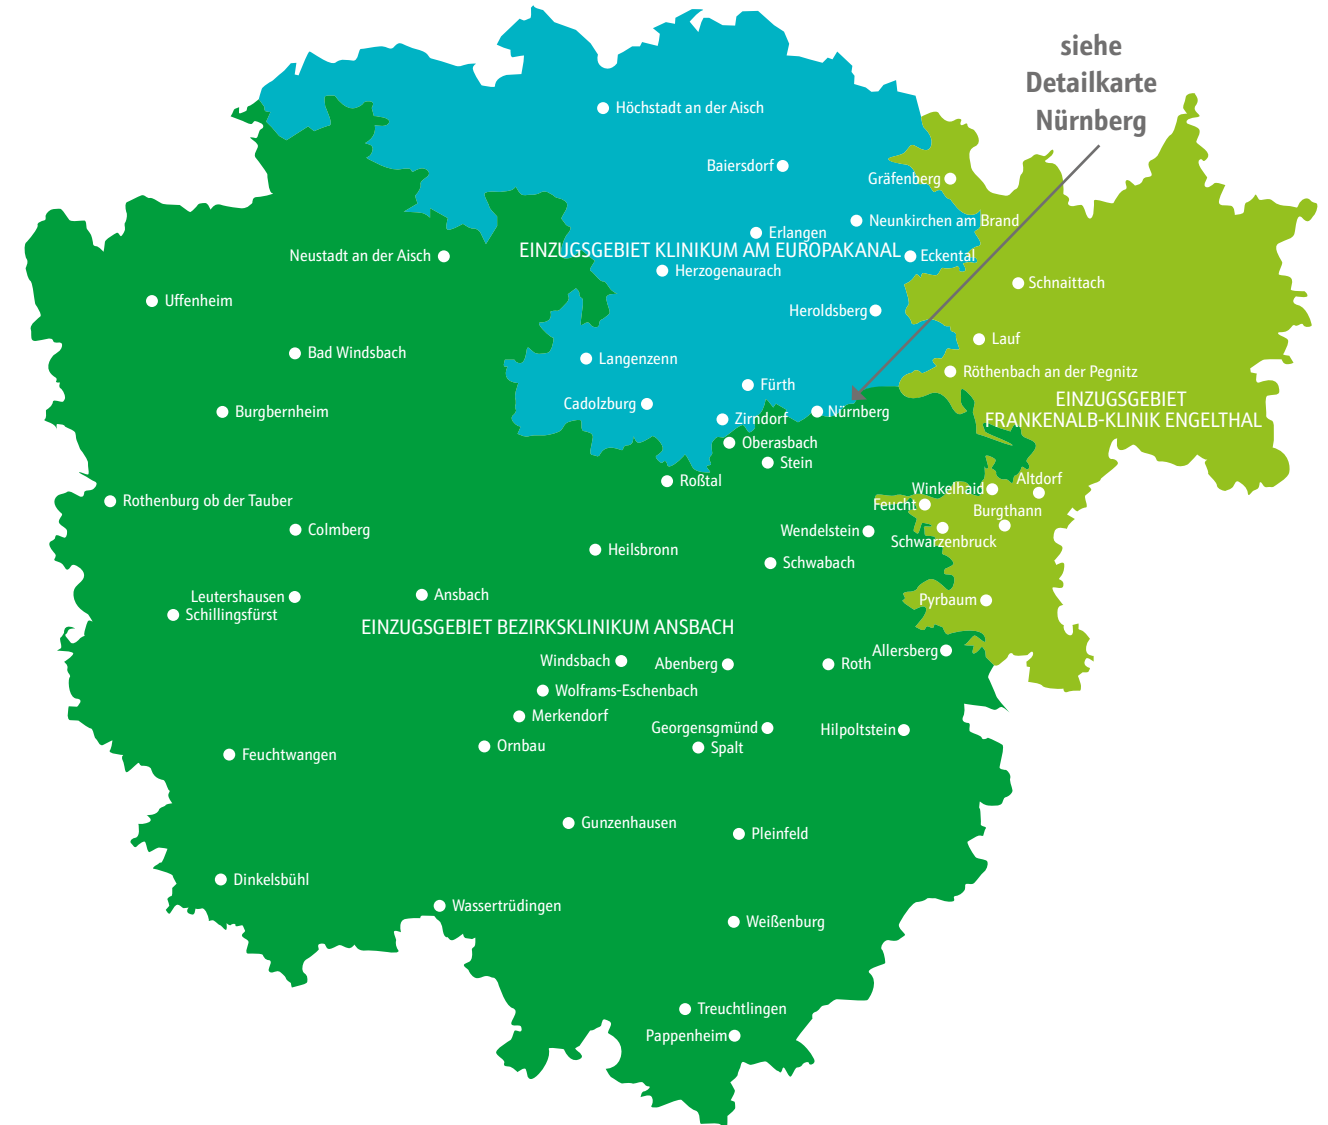 siehe
Detailkarte
Nürnberg
Höchstadt an der Aisch
Baiersdorf
Gräfenberg
Neunkirchen am Brand
Erlangen
EINZUGSGEBIET KLINIKUM AM EUROPAKANAL
Eckental
Neustadt an der Aisch
Herzogenaurach
Schnaittach
Uffenheim
Heroldsberg
Lauf
Bad Windsbach
Langenzenn
Röthenbach an der Pegnitz
Fürth
EINZUGSGEBIET
FRANKENALB-KLINIK ENGELTHAL
Cadolzburg
Burgbernheim
Nürnberg
Zirndorf
Oberasbach
Stein
Roßtal
Altdorf
Winkelhaid
Rothenburg ob der Tauber
Feucht
Burgthann
Colmberg
Wendelstein
Schwarzenbruck
Heilsbronn
Schwabach
Leutershausen
Ansbach
Pyrbaum
Schillingsfürst
EINZUGSGEBIET BEZIRKSKLINIKUM ANSBACH
Allersberg
Windsbach
Abenberg
Roth
Wolframs-Eschenbach
Merkendorf
Georgensgmünd
Hilpoltstein
Ornbau
Spalt
Feuchtwangen
Gunzenhausen
Pleinfeld
Dinkelsbühl
Wassertrüdingen
Weißenburg
Treuchtlingen
Pappenheim